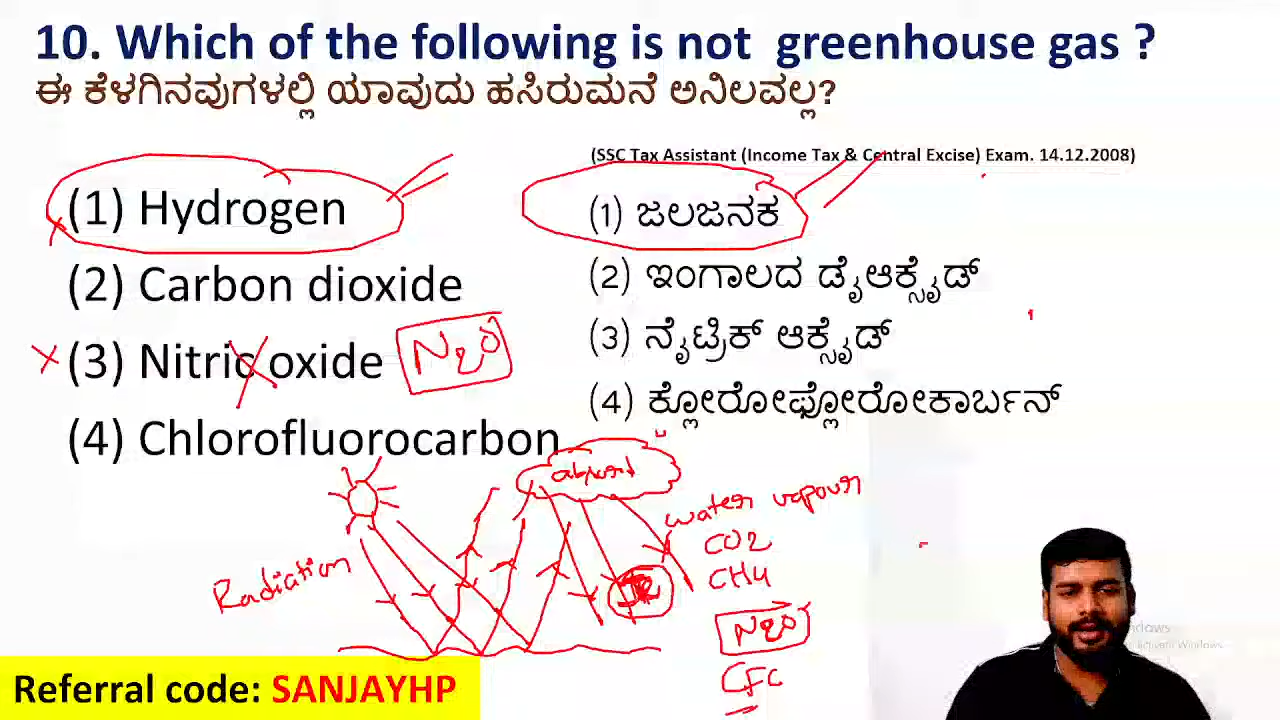 10. Which of the following is not greenhouse gas ?
ಈ ಕೆಳಗಿನವುಗಳಲ್ಲಿ ಯಾವುದು ಹಸಿರುಮನೆ ಅನಿಲವಲ್ಲ?
(SSC Tax Assistant (Income Tax & Central Excise) Exam. 14.12.2008)
(1) Hydrogen
(2) Carbon dioxide
(3) Nitric oxide N2O
(4) Chlorofluorocarbon
(1) ಜಲಜನಕ
(2) ಇಂಗಾಲದ ಡೈಆಕ್ಸೈಡ್
(3) ನೈಟ್ರಿಕ್ ಆಕ್ಸೈಡ್
(4) ಕ್ಲೋರೋಫ್ಲೋರೋಕಾರ್ಬನ್
Radiation
water vapour
CO2
CH4
N2O
CFC
Referral code: SANJAYHP